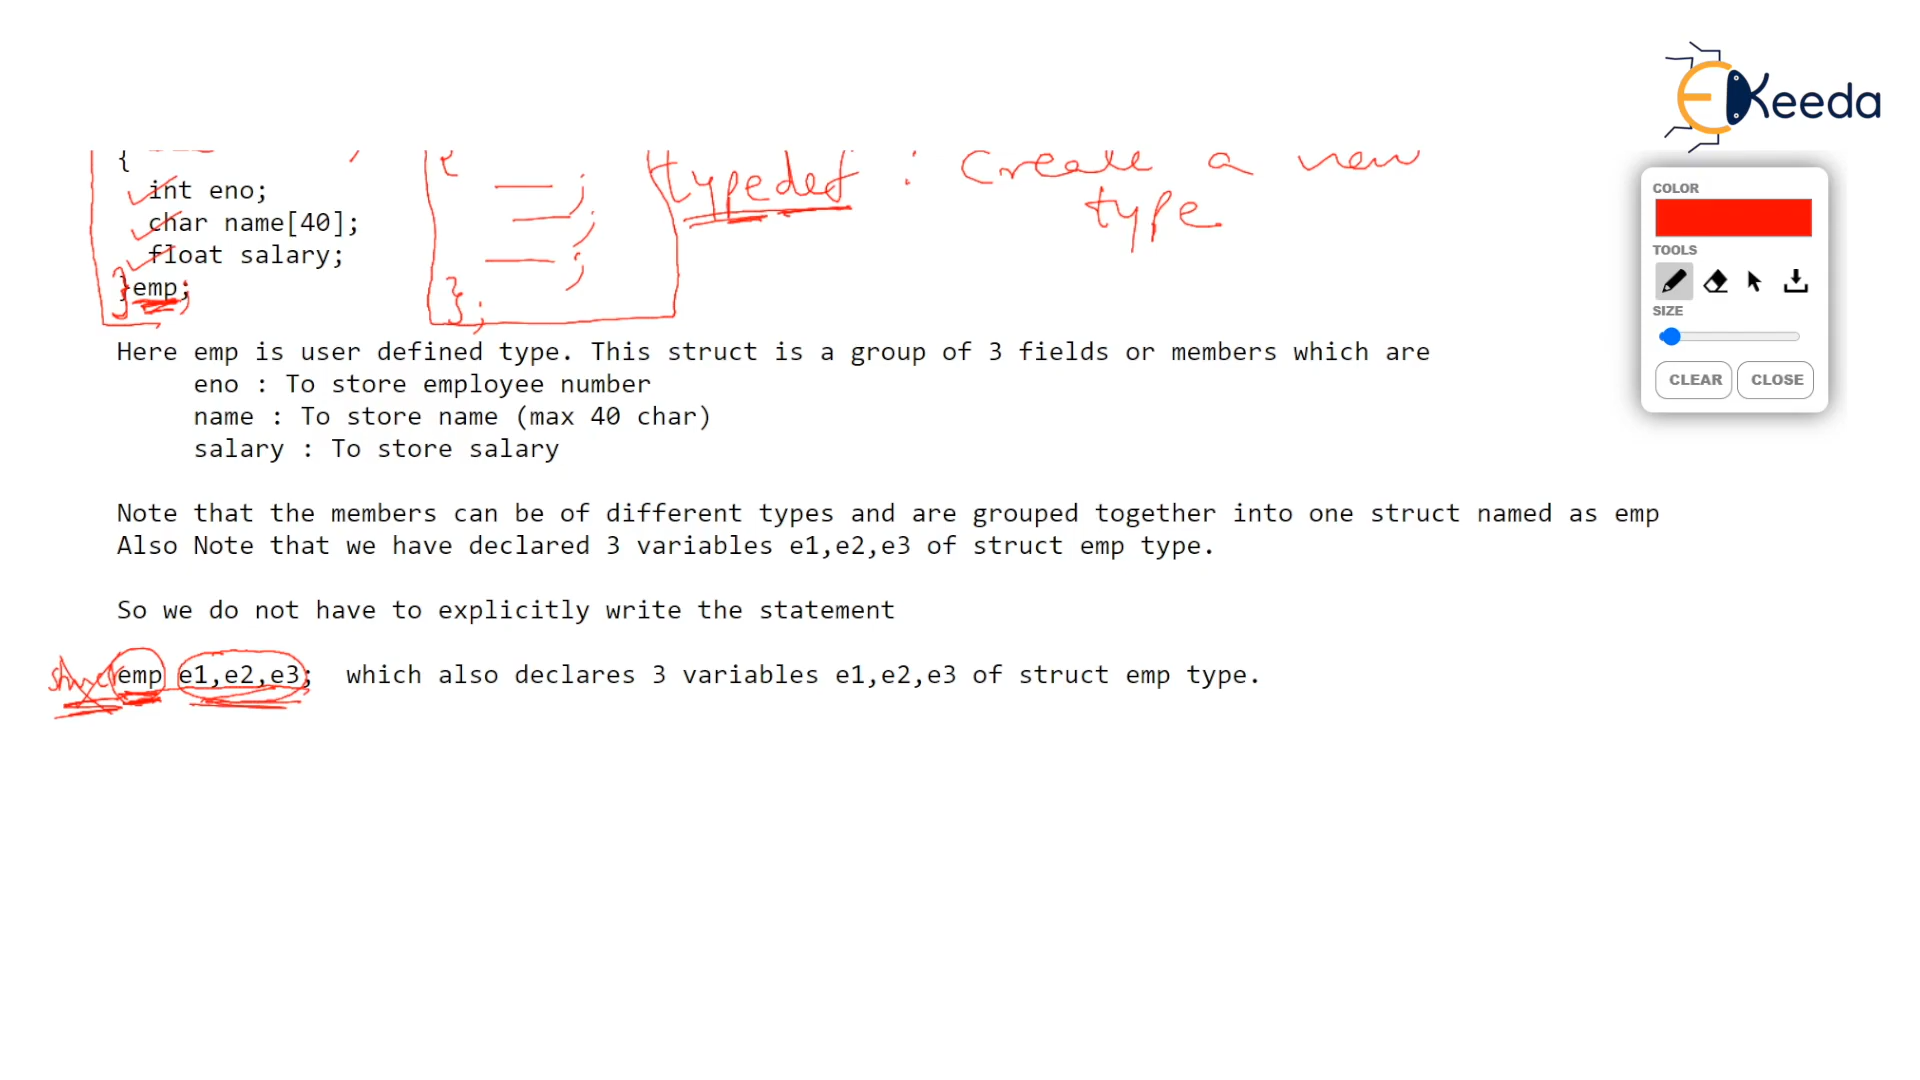 EKeeda
{
int eno;
char name[40];
float salary;
}emp;
{
;
;
;
};
typedef : Create a new
type
COLOR
TOOLS
SIZE
CLEAR CLOSE
Here emp is user defined type. This struct is a group of 3 fields or members which are
eno : To store employee number
name : To store name (max 40 char)
salary : To store salary
Note that the members can be of different types and are grouped together into one struct named as emp
Also Note that we have declared 3 variables e1,e2,e3 of struct emp type.
So we do not have to explicitly write the statement
struct emp e1,e2,e3; which also declares 3 variables e1,e2,e3 of struct emp type.